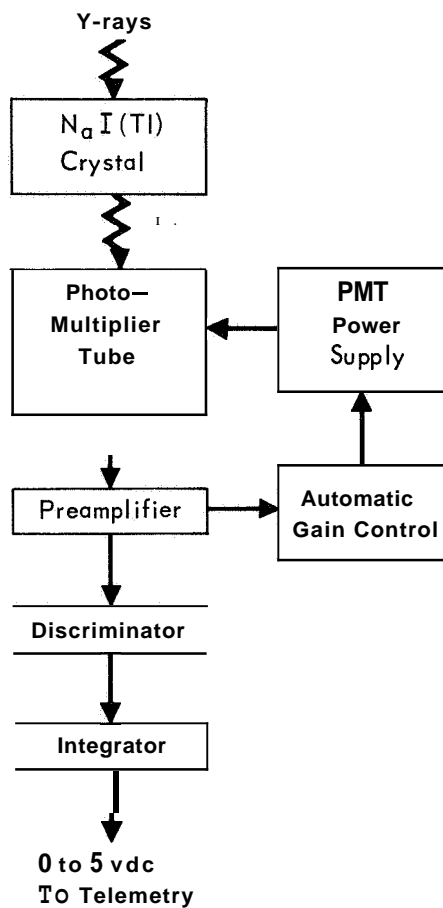 Y-rays
NaI(Tl)
Crystal
I .
Photo—
Multiplier
Tube
PMT
Power
Supply
Preamplifier
Automatic
Gain Control
Discriminator
Integrator
0 to 5 vdc
To Telemetry